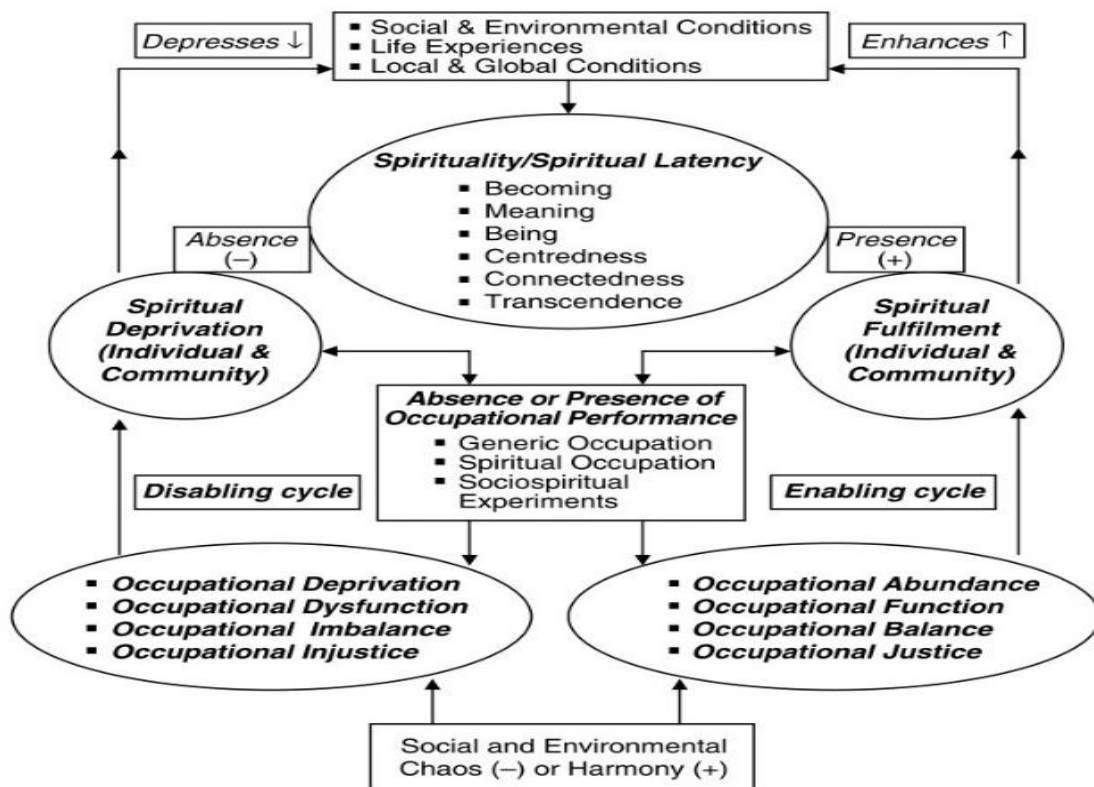 Depresses ↓
▪ Social & Environmental Conditions
▪ Life Experiences
▪ Local & Global Conditions
Enhances ↑
Spirituality/Spiritual Latency
▪ Becoming
▪ Meaning
▪ Being
▪ Centredness
▪ Connectedness
▪ Transcendence
Absence
(–)
Presence
(+)
Spiritual
Deprivation
(Individual &
Community)
Spiritual
Fulfilment
(Individual &
Community)
Absence or Presence of
Occupational Performance
▪ Generic Occupation
▪ Spiritual Occupation
▪ Sociospiritual
Experiments
Disabling cycle
Enabling cycle
▪ Occupational Deprivation
▪ Occupational Dysfunction
▪ Occupational Imbalance
▪ Occupational Injustice
▪ Occupational Abundance
▪ Occupational Function
▪ Occupational Balance
▪ Occupational Justice
Social and Environmental
Chaos (–) or Harmony (+)